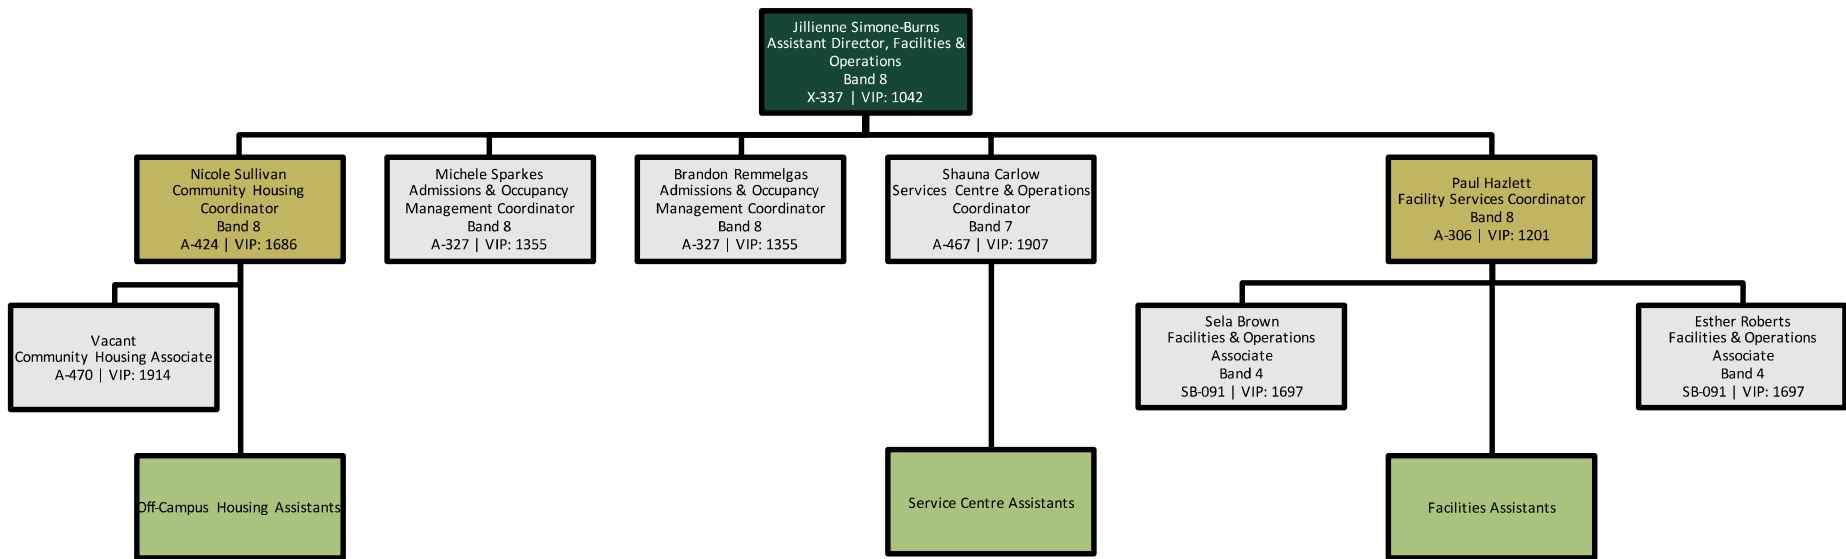 Jillienne Simone-Burns
Assistant Director, Facilities &
Operations
Band 8
X-337 | VIP: 1042
Nicole Sullivan
Community Housing
Coordinator
Band 8
A-424 | VIP: 1686
Michele Sparkes
Admissions & Occupancy
Management Coordinator
Band 8
A-327 | VIP: 1355
Brandon Remmelgas
Admissions & Occupancy
Management Coordinator
Band 8
A-327 | VIP: 1355
Shauna Carlow
Services Centre & Operations
Coordinator
Band 7
A-467 | VIP: 1907
Paul Hazlett
Facility Services Coordinator
Band 8
A-306 | VIP: 1201
Vacant
Community Housing Associate
A-470 | VIP: 1914
Sela Brown
Facilities & Operations
Associate
Band 4
SB-091 | VIP: 1697
Esther Roberts
Facilities & Operations
Associate
Band 4
SB-091 | VIP: 1697
Off-Campus Housing Assistants
Service Centre Assistants
Facilities Assistants